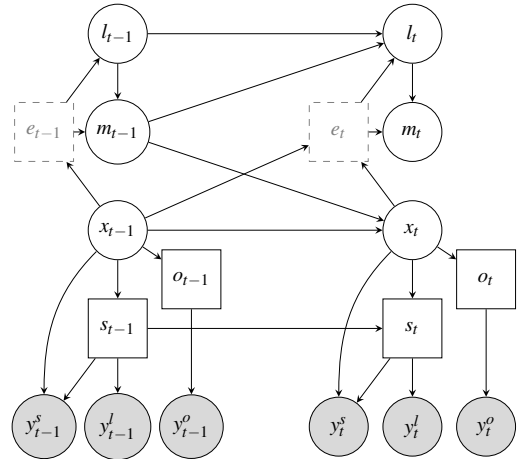 l_{t−1} l_t
e_{t−1} m_{t−1} e_t m_t
x_{t−1} x_t
o_{t−1} o_t
s_{t−1} s_t
y^s_{t−1} y^l_{t−1} y^o_{t−1} y^s_t y^l_t y^o_t